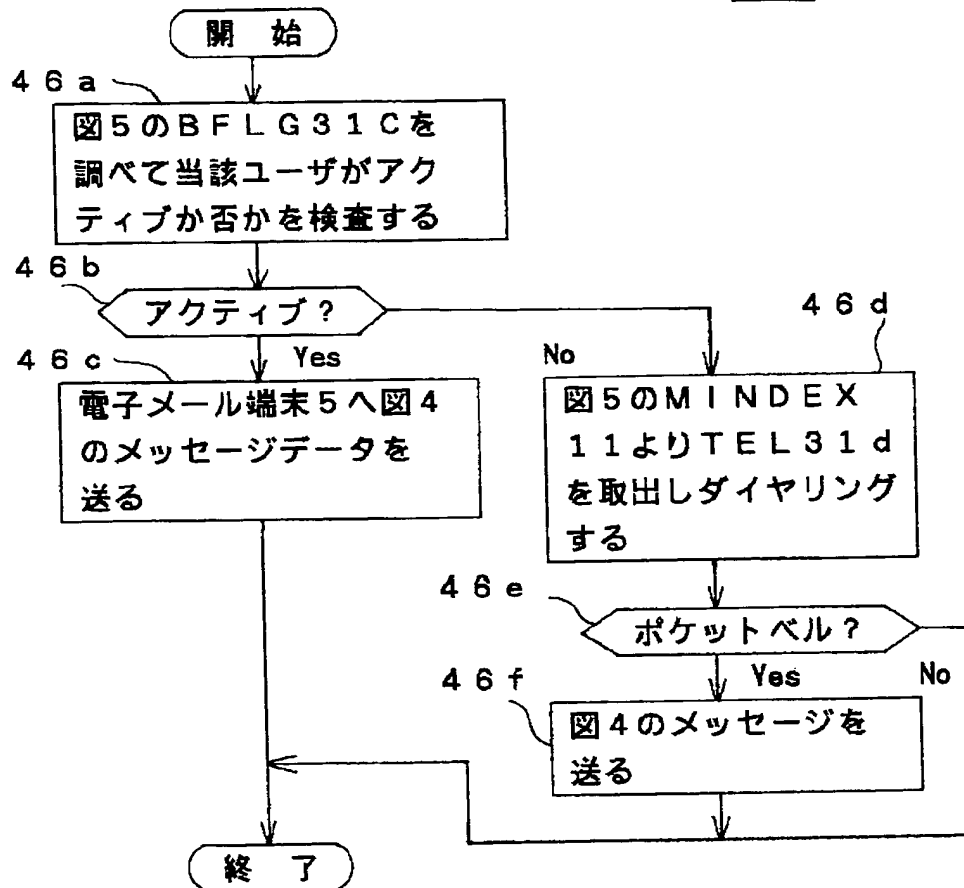 開 始
46a
図5のBFLG31Cを
調べて当該ユーザがアク
ティブか否かを検査する
46b
アクティブ?
Yes
No
46c
電子メール端末5へ図4
のメッセージデータを
送る
46d
図5のMINDEX
11よりTEL31d
を取出しダイヤリング
する
46e
ポケットベル?
Yes
No
46f
図4のメッセージを
送る
終 了